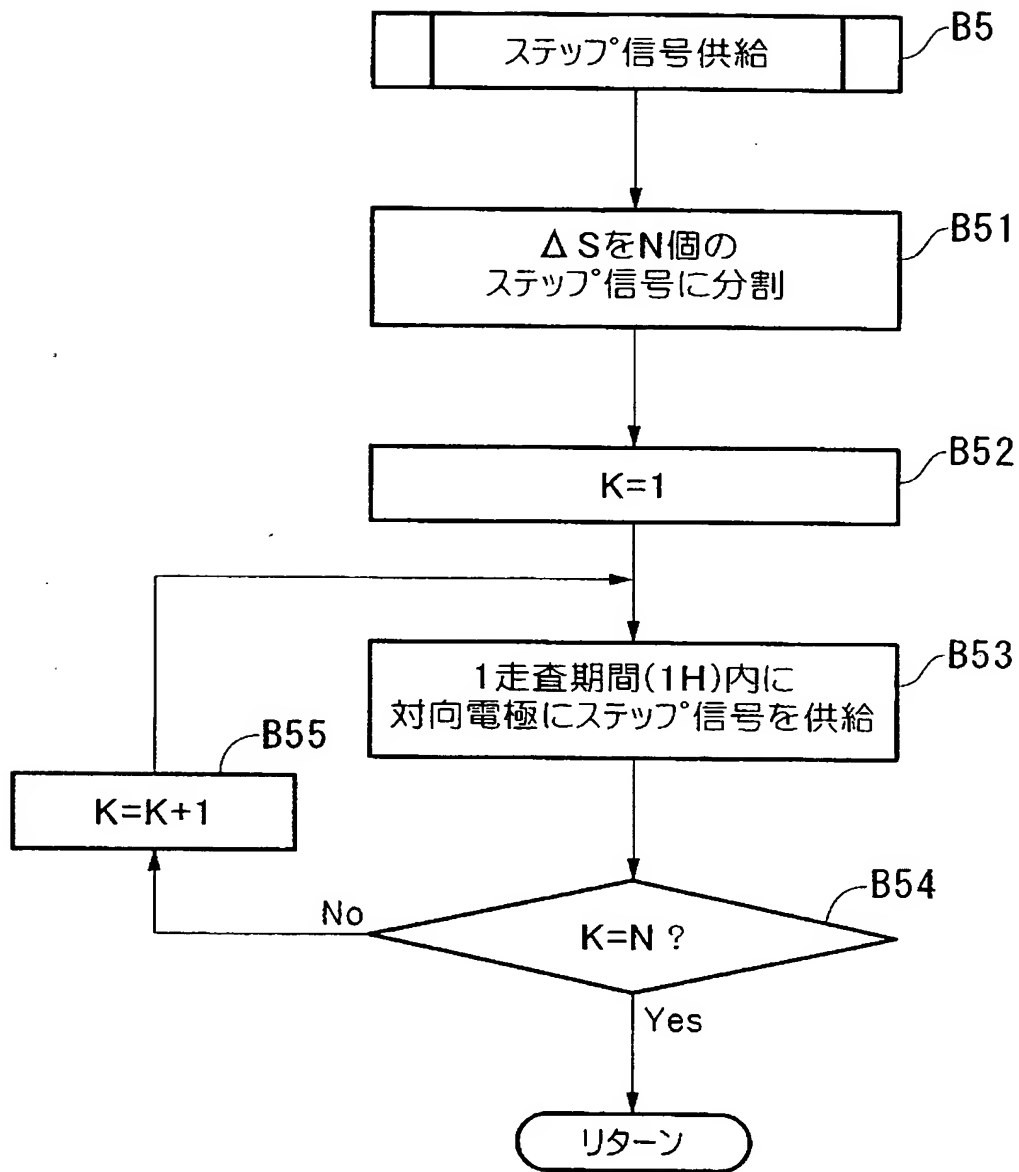 ステップ信号供給
B5
ΔSをN個の
ステップ信号に分割
B51
K=1
B52
1走査期間(1H)内に
対向電極にステップ信号を供給
B53
B55
K=K+1
K=N ?
B54
No
Yes
リターン